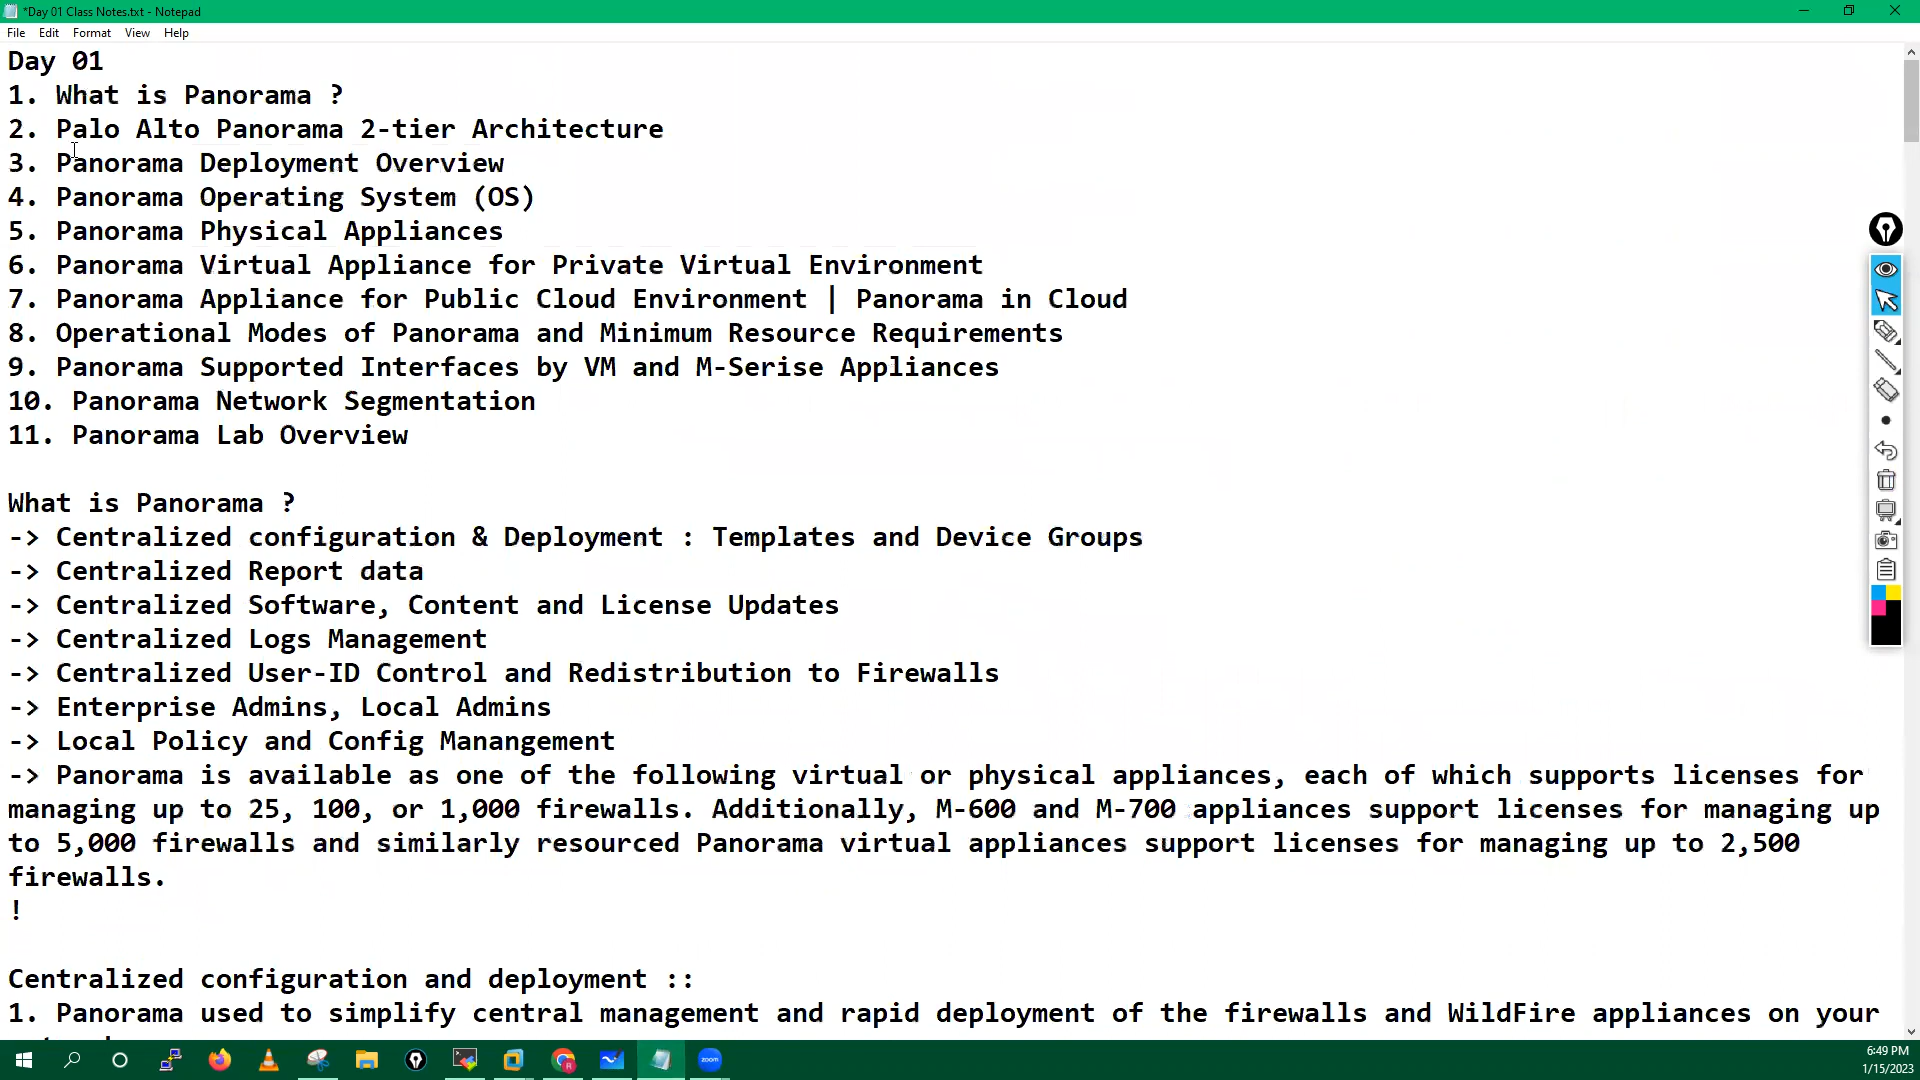 *Day 01 Class Notes.txt - Notepad
File Edit Format View Help
Day 01
1. What is Panorama ?
2. Palo Alto Panorama 2-tier Architecture
3. Panorama Deployment Overview
4. Panorama Operating System (OS)
5. Panorama Physical Appliances
6. Panorama Virtual Appliance for Private Virtual Environment
7. Panorama Appliance for Public Cloud Environment | Panorama in Cloud
8. Operational Modes of Panorama and Minimum Resource Requirements
9. Panorama Supported Interfaces by VM and M-Serise Appliances
10. Panorama Network Segmentation
11. Panorama Lab Overview
What is Panorama ?
-> Centralized configuration & Deployment : Templates and Device Groups
-> Centralized Report data
-> Centralized Software, Content and License Updates
-> Centralized Logs Management
-> Centralized User-ID Control and Redistribution to Firewalls
-> Enterprise Admins, Local Admins
-> Local Policy and Config Manangement
-> Panorama is available as one of the following virtual or physical appliances, each of which supports licenses for
managing up to 25, 100, or 1,000 firewalls. Additionally, M-600 and M-700 appliances support licenses for managing up
to 5,000 firewalls and similarly resourced Panorama virtual appliances support licenses for managing up to 2,500
firewalls.
!
Centralized configuration and deployment ::
1. Panorama used to simplify central management and rapid deployment of the firewalls and WildFire appliances on your
zoom
6:49 PM
1/15/2023